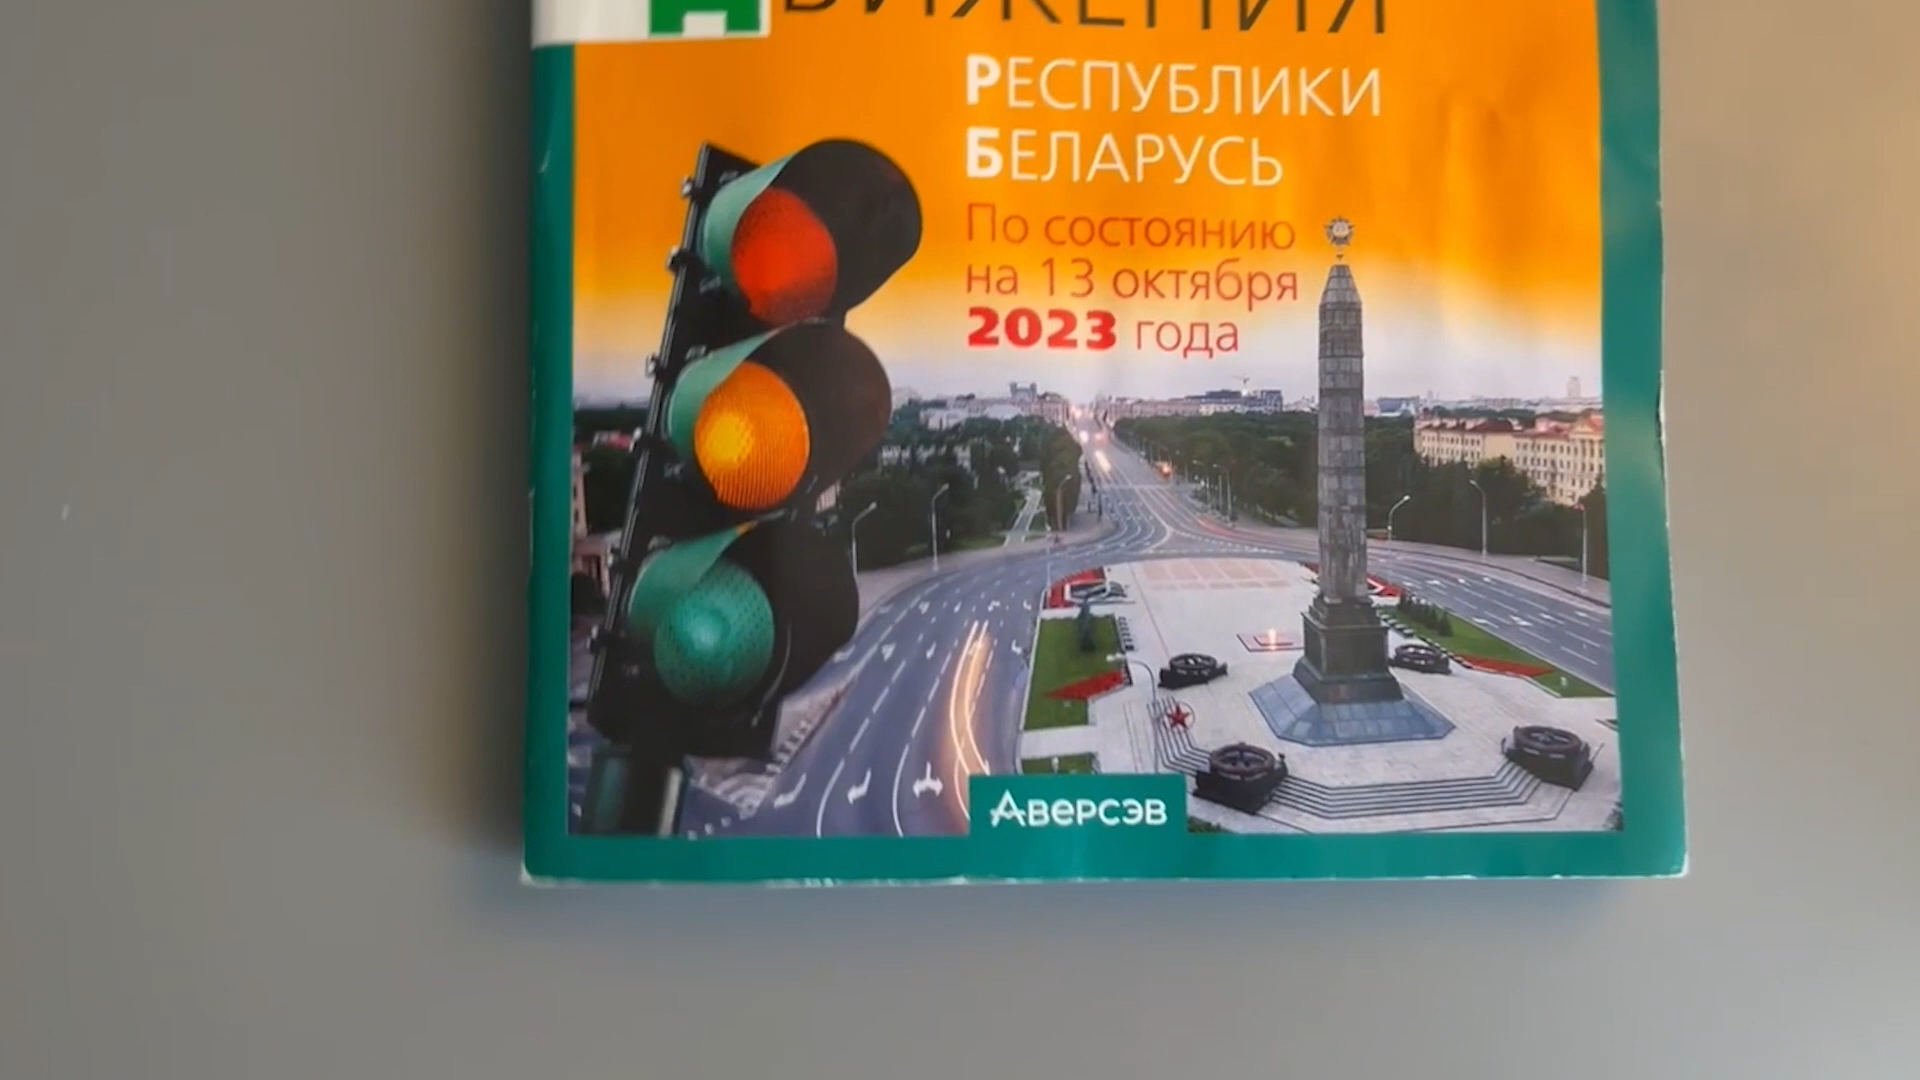 ДВИЖЕНИЯ
РЕСПУБЛИКИ
БЕЛАРУСЬ
По состоянию
на 13 октября
2023 года
Аверсэв